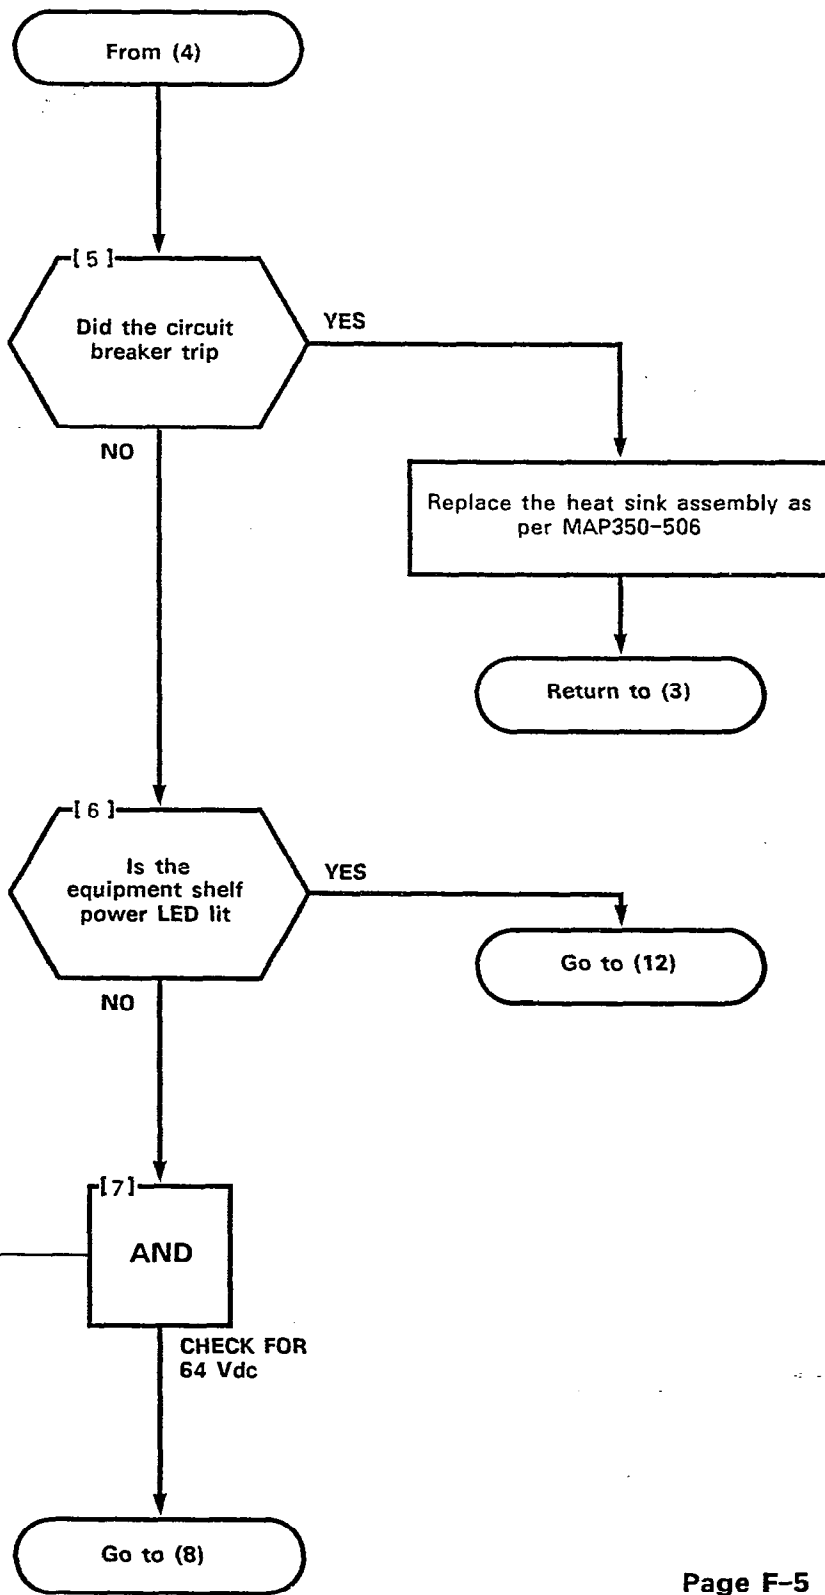 From (4)
[5]
Did the circuit
breaker trip
YES
NO
Replace the heat sink assembly as
per MAP350-506
Return to (3)
[6]
Is the
equipment shelf
power LED lit
YES
NO
Go to (12)
[7]
AND
CHECK FOR
64 Vdc
Go to (8)
Page F-5